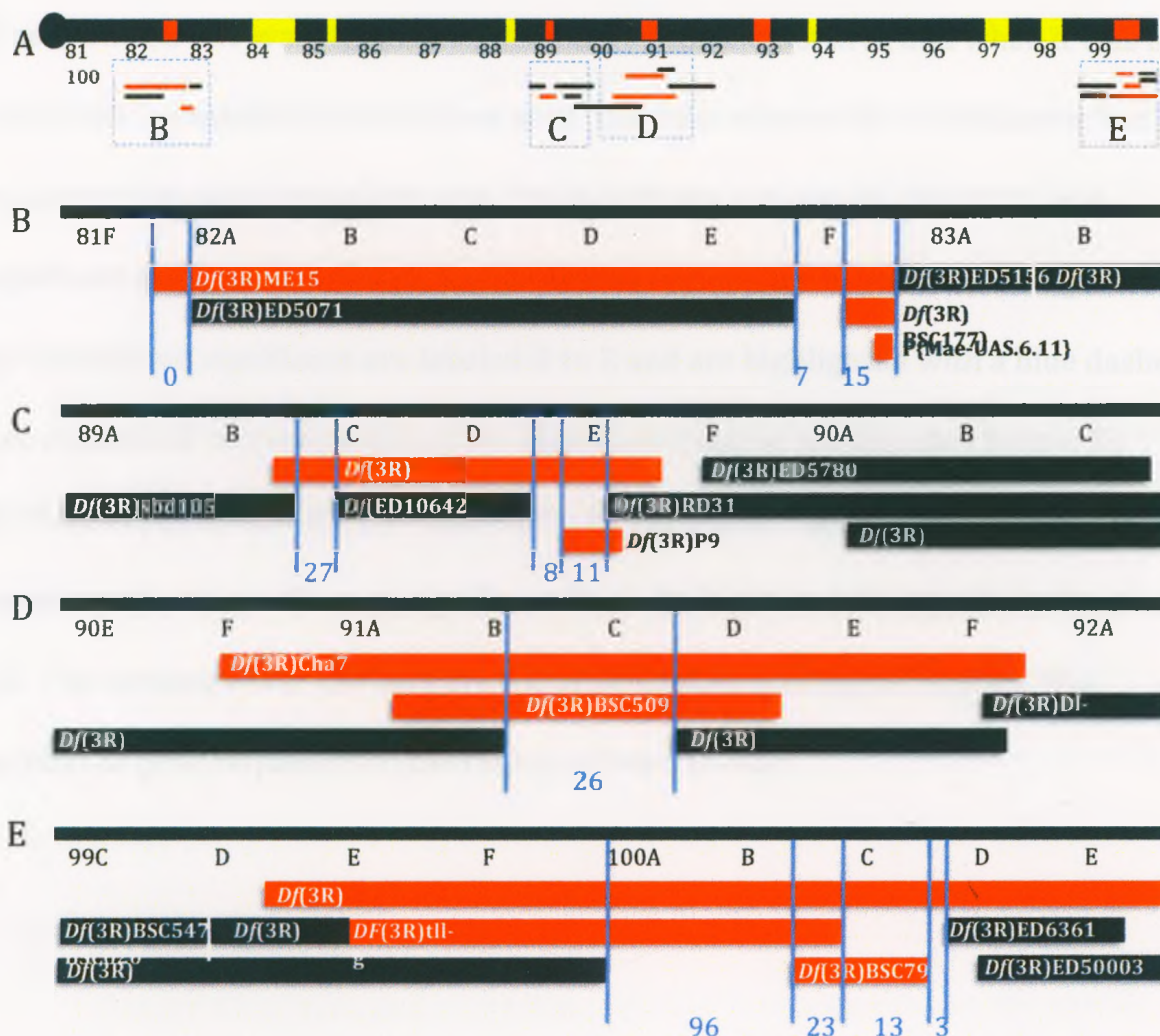 A
81 82 83 84 85 86 87 88 89 90 91 92 93 94 95 96 97 98 99
100
B C D E
B
81F 82A B C D E F 83A B
Df(3R)ME15 Df(3R)ED5156 Df(3R)
Df(3R)ED5071 Df(3R)
BSC177)
P{Mae-UAS.6.11}
0 7 15
C
89A B C D E F 90A B C
Df(3R) Df(3R)ED5780
Df(3R)sbd105 Df(ED10642 Df(3R)RD31
Df(3R)P9 Df(3R)
27 8 11
D
90E F 91A B C D E F 92A
Df(3R)Cha7
Df(3R)BSC509 Df(3R)Dl-
Df(3R) Df(3R)
26
E
99C D E F 100A B C D E
Df(3R)
Df(3R)BSC547 Df(3R) DF(3R)tll- Df(3R)ED6361
g
Df(3R) Df(3R)BSC79 Df(3R)ED50003
96 23 13 3